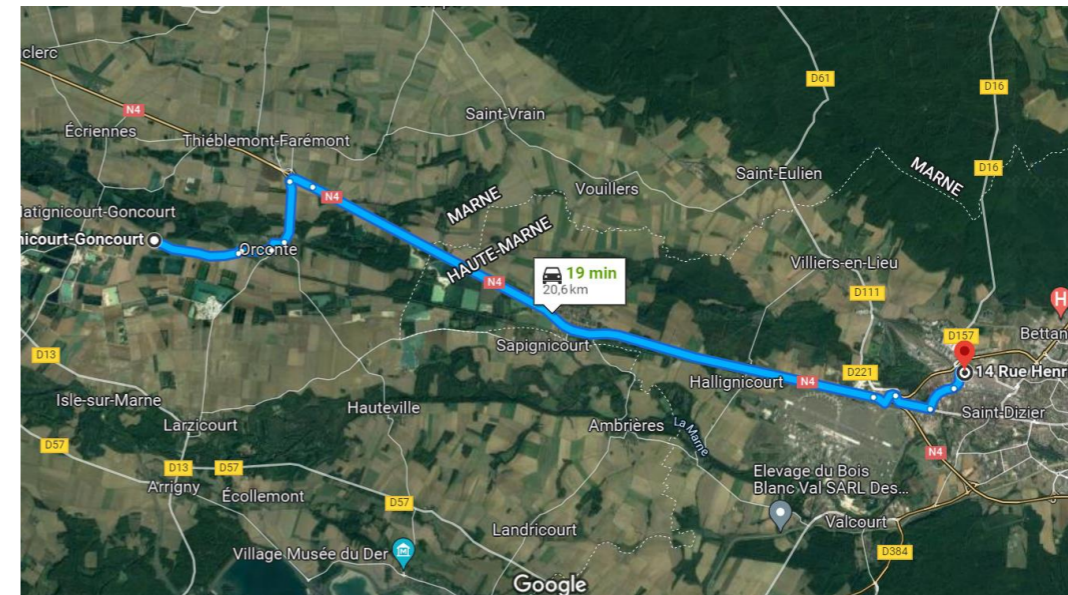 clerc
D61
D16
N4
Écriennes
Saint-Vrain
Thiéblemont-Farémont
D16
Saint-Eulien
MARNE
N4
Vouillers
MARNE
atignicourt-Goncourt
nicourt-Goncourt
Orconte
HAUTE-MARNE
Villiers-en-Lieu
19 min
20,6 km
N4
D111
H
D157
Bettan
D13
Sapignicourt
D221
14 Rue Henr
Hallignicourt
N4
Isle-sur-Marne
Hauteville
Saint-Dizier
Larzicourt
Ambrières
La Marne
D57
N4
D13
D57
Arrigny
Écollemont
Elevage du Bois
Blanc Val SARL Des...
D57
Landricourt
Valcourt
Village Musée du Der
D384
Google